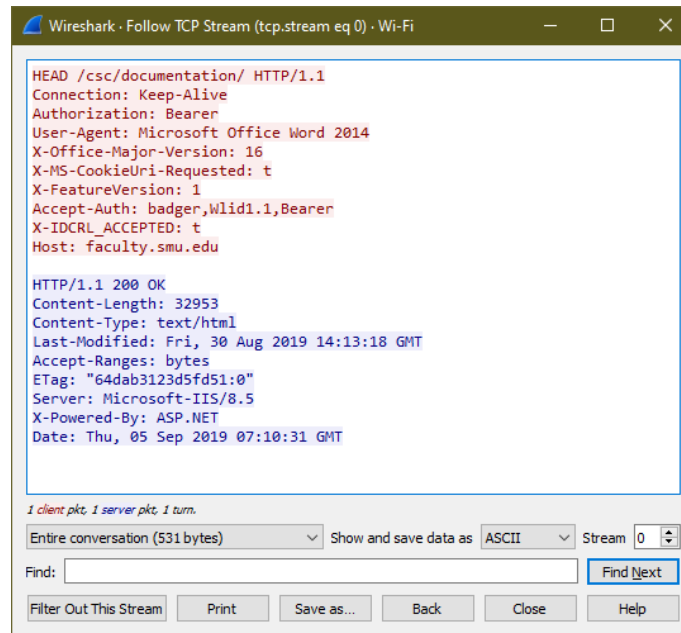 Wireshark · Follow TCP Stream (tcp.stream eq 0) · Wi-Fi
HEAD /csc/documentation/ HTTP/1.1
Connection: Keep-Alive
Authorization: Bearer
User-Agent: Microsoft Office Word 2014
X-Office-Major-Version: 16
X-MS-CookieUri-Requested: t
X-FeatureVersion: 1
Accept-Auth: badger,Wlid1.1,Bearer
X-IDCRL_ACCEPTED: t
Host: faculty.smu.edu
HTTP/1.1 200 OK
Content-Length: 32953
Content-Type: text/html
Last-Modified: Fri, 30 Aug 2019 14:13:18 GMT
Accept-Ranges: bytes
ETag: "64dab3123d5fd51:0"
Server: Microsoft-IIS/8.5
X-Powered-By: ASP.NET
Date: Thu, 05 Sep 2019 07:10:31 GMT
1 client pkt, 1 server pkt, 1 turn.
Entire conversation (531 bytes) Show and save data as ASCII Stream 0
Find: Find Next
Filter Out This Stream Print Save as... Back Close Help